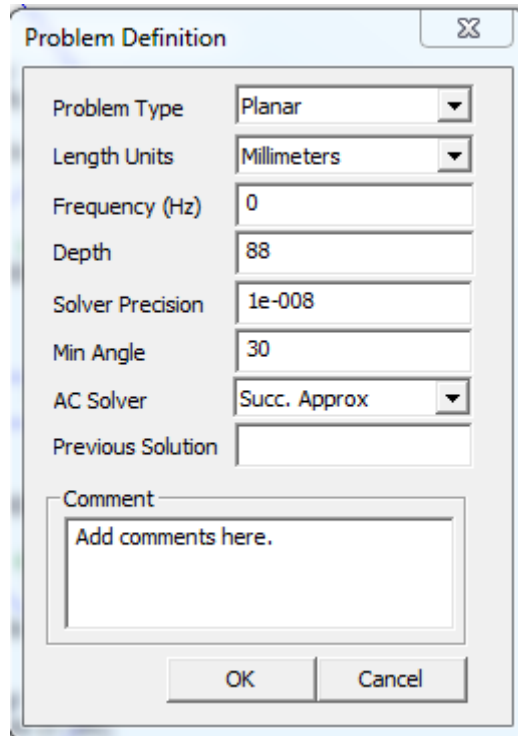 Problem Definition
Problem Type Planar
Length Units Millimeters
Frequency (Hz) 0
Depth 88
Solver Precision 1e-008
Min Angle 30
AC Solver Succ. Approx
Previous Solution
Comment
Add comments here.
OK Cancel